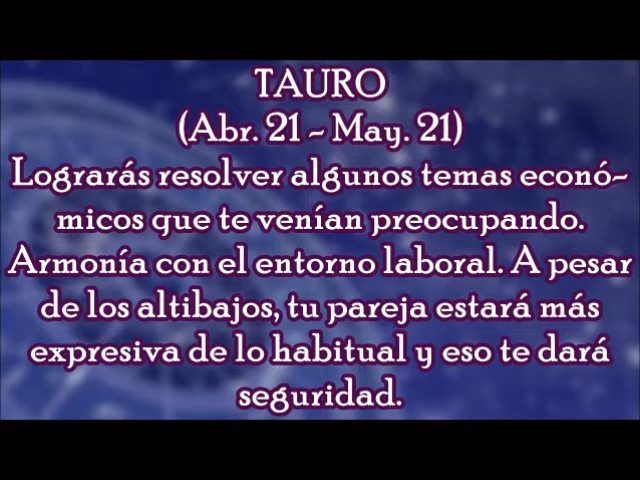 TAURO
(Abr. 21 - May. 21)
Lograrás resolver algunos temas econó-
micos que te venían preocupando.
Armonía con el entorno laboral. A pesar
de los altibajos, tu pareja estará más
expresiva de lo habitual y eso te dará
seguridad.